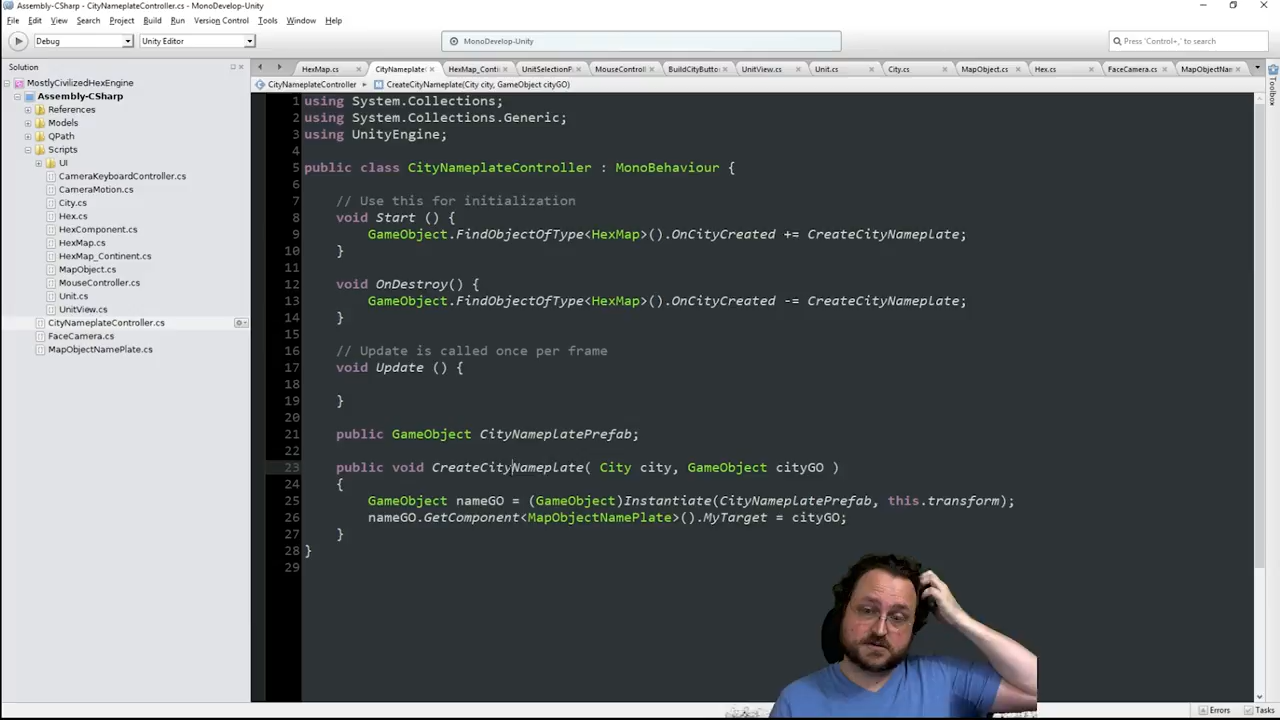 Assembly-CSharp - CityNameplateController.cs - MonoDevelop-Unity
File Edit View Search Project Build Run Version Control Tools Window Help
Debug Unity Editor MonoDevelop-Unity Press 'Control+,' to search
Solution
MostlyCivilizedHexEngine
Assembly-CSharp
References
Models
QPath
Scripts
UI
CameraKeyboardController.cs
CameraMotion.cs
City.cs
Hex.cs
HexComponent.cs
HexMap.cs
HexMap_Continent.cs
MapObject.cs
MouseController.cs
Unit.cs
UnitView.cs
CityNameplateController.cs
FaceCamera.cs
MapObjectNamePlate.cs
HexMap.cs CityNameplate HexMap_Conti UnitSelectionP MouseControll BuildCityButto UnitView.cs Unit.cs City.cs MapObject.cs Hex.cs FaceCamera.cs MapObjectNam
CityNameplateController CreateCityNameplate(City city, GameObject cityGO)
1 using System.Collections;
2 using System.Collections.Generic;
3 using UnityEngine;
4
5 public class CityNameplateController : MonoBehaviour {
6
7 // Use this for initialization
8 void Start () {
9 GameObject.FindObjectOfType<HexMap>().OnCityCreated += CreateCityNameplate;
10 }
11
12 void OnDestroy() {
13 GameObject.FindObjectOfType<HexMap>().OnCityCreated -= CreateCityNameplate;
14 }
15
16 // Update is called once per frame
17 void Update () {
18
19 }
20
21 public GameObject CityNameplatePrefab;
22
23 public void CreateCityNameplate( City city, GameObject cityGO )
24 {
25 GameObject nameGO = (GameObject)Instantiate(CityNameplatePrefab, this.transform);
26 nameGO.GetComponent<MapObjectNamePlate>().MyTarget = cityGO;
27 }
28 }
29
Toolbox
Errors Tasks